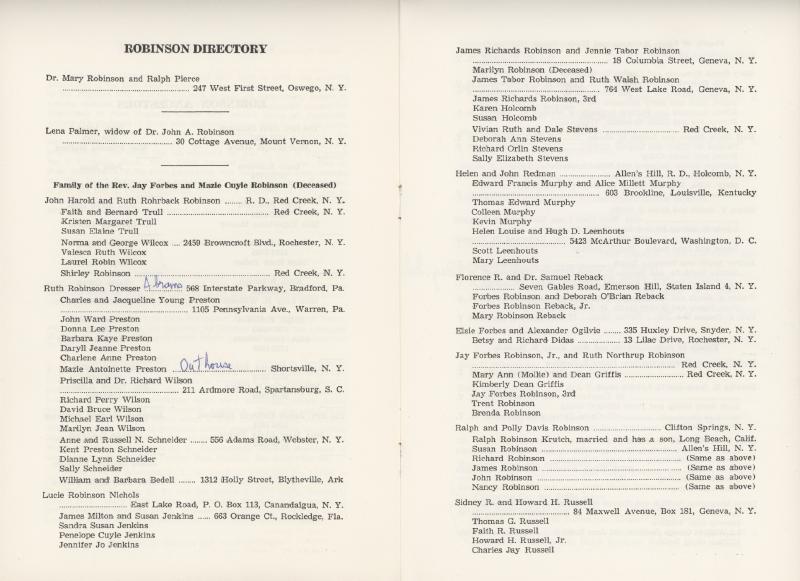 ROBINSON DIRECTORY
Dr. Mary Robinson and Ralph Pierce
........................................ 247 West First Street, Oswego, N. Y.
Lena Palmer, widow of Dr. John A. Robinson
.................................. 30 Cottage Avenue, Mount Vernon, N. Y.
Family of the Rev. Jay Forbes and Mazie Cuyle Robinson (Deceased)
John Harold and Ruth Rohrback Robinson ....... R. D., Red Creek, N. Y.
Faith and Bernard Trull ................................ Red Creek, N. Y.
Kristen Margaret Trull
Susan Elaine Trull
Norma and George Wilcox .... 2459 Browncroft Blvd., Rochester, N. Y.
Valesca Ruth Wilcox
Laurel Robin Wilcox
Shirley Robinson .......................................... Red Creek, N. Y.
Ruth Robinson Dresser Abrams 568 Interstate Parkway, Bradford, Pa.
Charles and Jacqueline Young Preston
........................................ 1105 Pennsylvania Ave., Warren, Pa.
John Ward Preston
Donna Lee Preston
Barbara Kaye Preston
Daryll Jeanne Preston
Charlene Anne Preston
Mazie Antoinette Preston Outhouse Shortsville, N. Y.
Priscilla and Dr. Richard Wilson
...................................... 211 Ardmore Road, Spartansburg, S. C.
Richard Perry Wilson
David Bruce Wilson
Michael Earl Wilson
Marilyn Jean Wilson
Anne and Russell N. Schneider ...... 556 Adams Road, Webster, N. Y.
Kent Preston Schneider
Dianne Lynn Schneider
Sally Schneider
William and Barbara Bedell ....... 1312 Holly Street, Blytheville, Ark
Lucie Robinson Nichols
..................... East Lake Road, P. O. Box 113, Canandaigua, N. Y.
James Milton and Susan Jenkins ...... 663 Orange Ct., Rockledge, Fla.
Sandra Susan Jenkins
Penelope Cuyle Jenkins
Jennifer Jo Jenkins
James Richards Robinson and Jennie Tabor Robinson
.......................................... 18 Columbia Street, Geneva, N. Y.
Marilyn Robinson (Deceased)
James Tabor Robinson and Ruth Walsh Robinson
........................................ 764 West Lake Road, Geneva, N. Y.
James Richards Robinson, 3rd
Karen Holcomb
Susan Holcomb
Vivian Ruth and Dale Stevens ......................... Red Creek, N. Y.
Deborah Ann Stevens
Richard Orlin Stevens
Sally Elizabeth Stevens
Helen and John Redman ................ Allen's Hill, R. D., Holcomb, N. Y.
Edward Francis Murphy and Alice Millett Murphy
........................................ 603 Brookline, Louisville, Kentucky
Thomas Edward Murphy
Colleen Murphy
Kevin Murphy
Helen Louise and Hugh D. Leenhouts
............................ 5423 McArthur Boulevard, Washington, D. C.
Scott Leenhouts
Mary Leenhouts
Florence R. and Dr. Samuel Reback
............. Seven Gables Road, Emerson Hill, Staten Island 4, N. Y.
Forbes Robinson and Deborah O'Brian Reback
Forbes Robinson Reback, Jr.
Mary Robinson Reback
Elsie Forbes and Alexander Ogilvie ........ 335 Huxley Drive, Snyder, N. Y.
Betsy and Richard Didas ............. 13 Lilac Drive, Rochester, N. Y.
Jay Forbes Robinson, Jr., and Ruth Northrup Robinson
.................................................................. Red Creek, N. Y.
Mary Ann (Mollie) and Dean Griffis .................... Red Creek, N. Y.
Kimberly Dean Griffis
Jay Forbes Robinson, 3rd
Trent Robinson
Brenda Robinson
Ralph and Polly Davis Robinson ...................... Clifton Springs, N. Y.
Ralph Robinson Krutch, married and has a son, Long Beach, Calif.
Susan Robinson ....................................... Allen's Hill, N. Y.
Richard Robinson ........................................ (Same as above)
James Robinson .......................................... (Same as above)
John Robinson ............................................ (Same as above)
Nancy Robinson .......................................... (Same as above)
Sidney R. and Howard H. Russell
............................... 84 Maxwell Avenue, Box 181, Geneva, N. Y.
Thomas G. Russell
Faith R. Russell
Howard H. Russell, Jr.
Charles Jay Russell